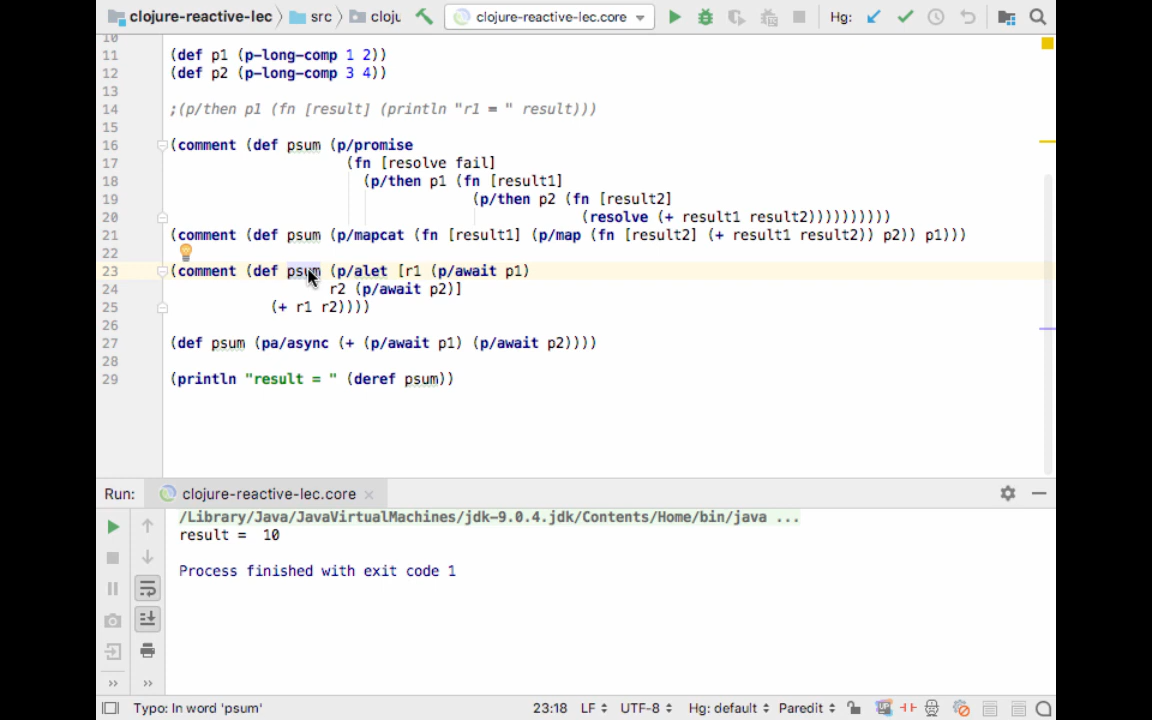 clojure-reactive-lec src cloju clojure-reactive-lec.core Hg:
10
11 (def p1 (p-long-comp 1 2))
12 (def p2 (p-long-comp 3 4))
13
14 ;(p/then p1 (fn [result] (println "r1 = " result)))
15
16 (comment (def psum (p/promise
17 (fn [resolve fail]
18 (p/then p1 (fn [result1]
19 (p/then p2 (fn [result2]
20 (resolve (+ result1 result2))))))))))
21 (comment (def psum (p/mapcat (fn [result1] (p/map (fn [result2] (+ result1 result2)) p2)) p1)))
22
23 (comment (def psum (p/alet [r1 (p/await p1)
24 r2 (p/await p2)]
25 (+ r1 r2))))
26
27 (def psum (pa/async (+ (p/await p1) (p/await p2))))
28
29 (println "result = " (deref psum))
Run: clojure-reactive-lec.core
/Library/Java/JavaVirtualMachines/jdk-9.0.4.jdk/Contents/Home/bin/java ...
result =  10
Process finished with exit code 1
Typo: In word 'psum' 23:18 LF UTF-8 Hg: default Paredit